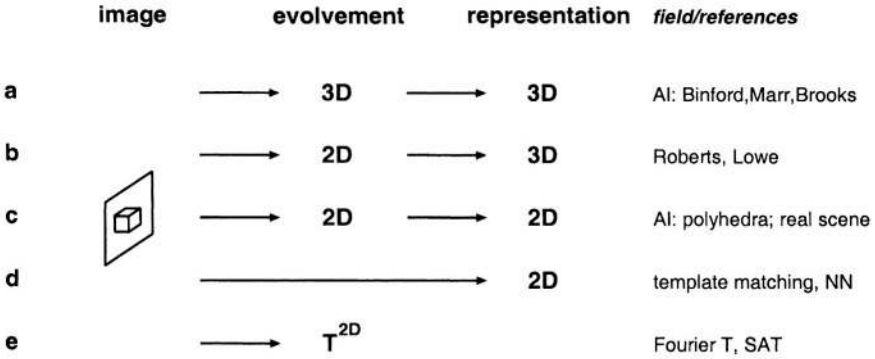 image evolvement representation field/references
a 3D 3D AI: Binford,Marr,Brooks
b 2D 3D Roberts, Lowe
c 2D 2D AI: polyhedra; real scene
d 2D template matching, NN
e T^2D Fourier T, SAT